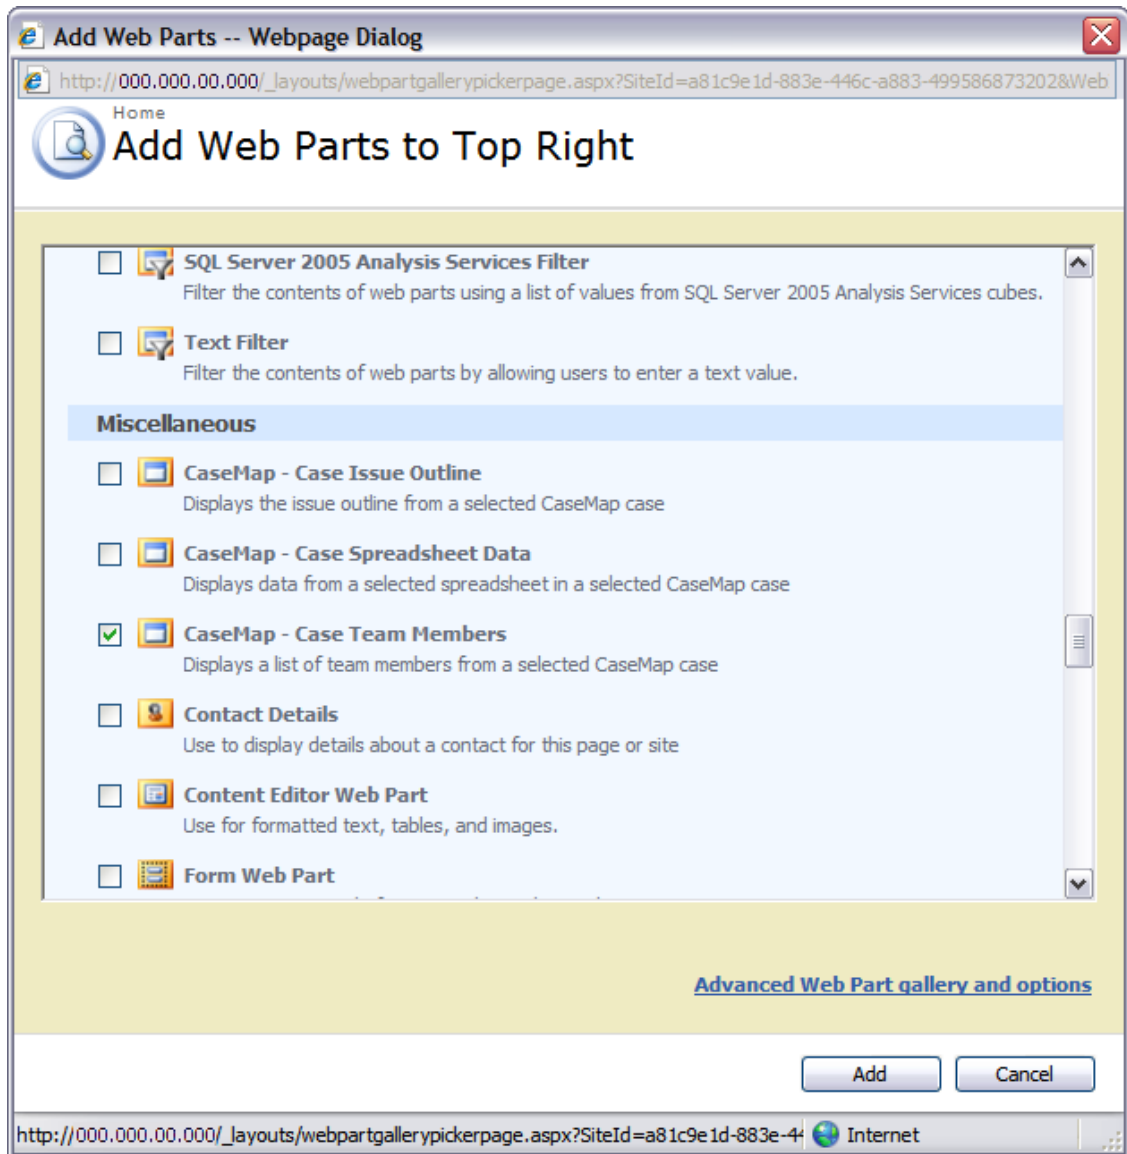 Add Web Parts -- Webpage Dialog
http://000.000.00.000/_layouts/webpartgallerypickerpage.aspx?SiteId=a81c9e1d-883e-446c-a883-499586873202&Web
Home
Add Web Parts to Top Right
SQL Server 2005 Analysis Services Filter
Filter the contents of web parts using a list of values from SQL Server 2005 Analysis Services cubes.
Text Filter
Filter the contents of web parts by allowing users to enter a text value.
Miscellaneous
CaseMap - Case Issue Outline
Displays the issue outline from a selected CaseMap case
CaseMap - Case Spreadsheet Data
Displays data from a selected spreadsheet in a selected CaseMap case
CaseMap - Case Team Members
Displays a list of team members from a selected CaseMap case
Contact Details
Use to display details about a contact for this page or site
Content Editor Web Part
Use for formatted text, tables, and images.
Form Web Part
Advanced Web Part gallery and options
Add Cancel
http://000.000.00.000/_layouts/webpartgallerypickerpage.aspx?SiteId=a81c9e1d-883e-44 Internet